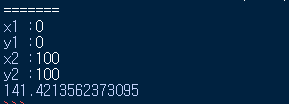 =======
x1 :0
y1 :0
x2 :100
y2 :100
141.4213562373095
>>>